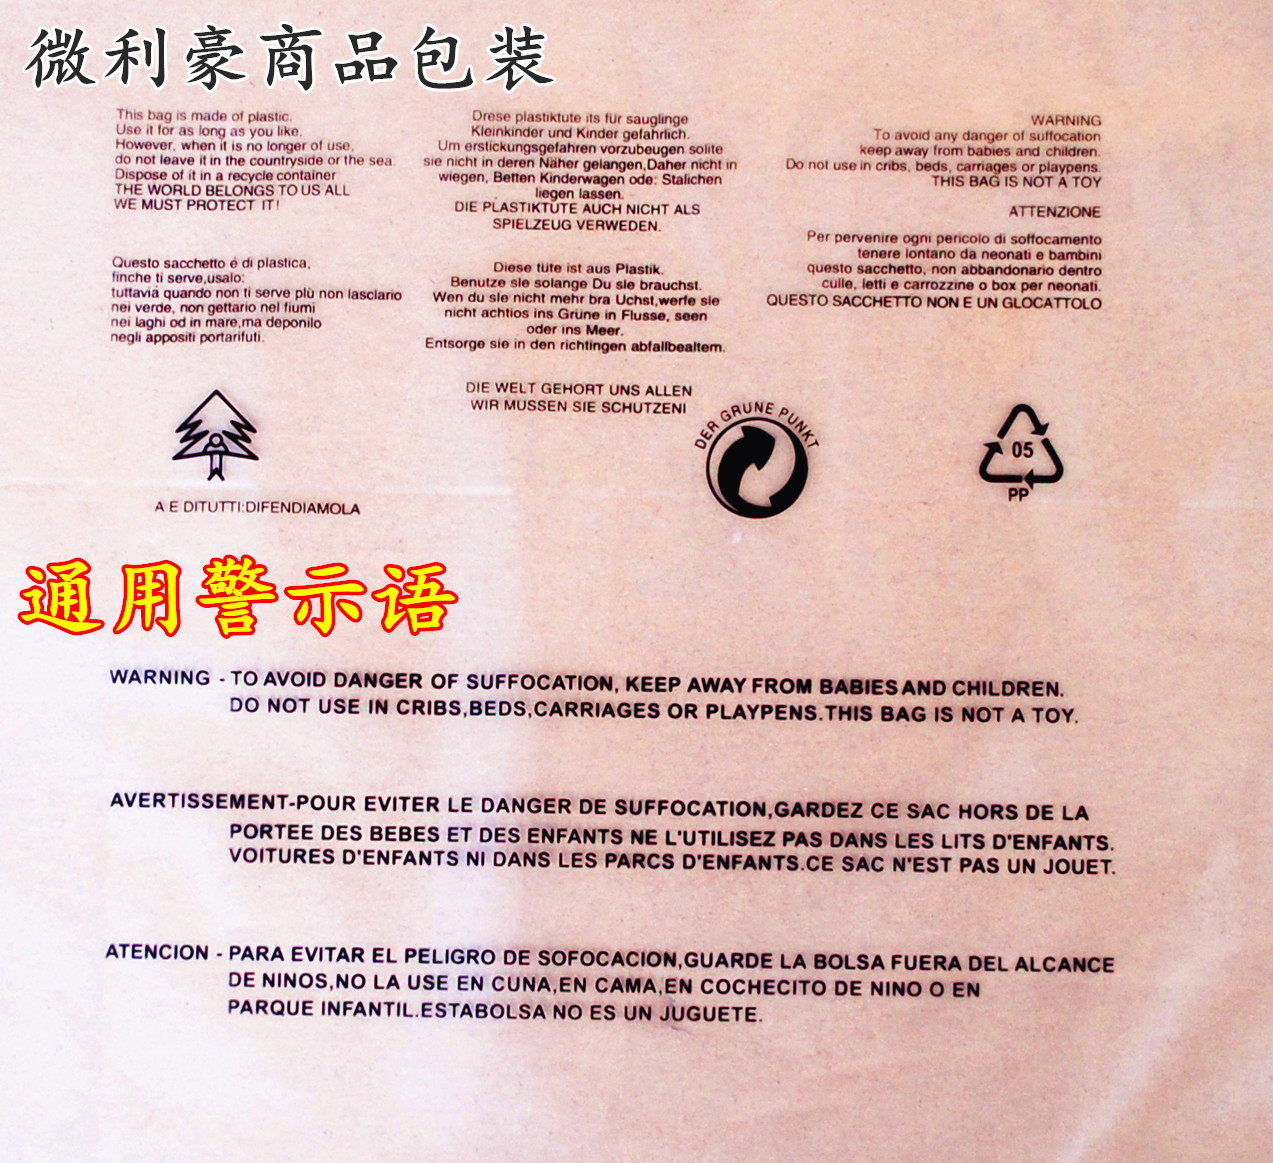 微利豪商品包装
This bag is made of plastic.
Use it for as long as you like.
However, when it is no longer of use,
do not leave it in the countryside or the sea.
Dispose of it in a recycle container
THE WORLD BELONGS TO US ALL
WE MUST PROTECT IT!
Drese plastiktute its fur sauglinge
Kleinkinder und Kinder gefahrlich.
Um erstickungsgefahren vorzubeugen solite
sie nicht in deren Naher gelangen,Daher nicht in
wiegen, Betten Kinderwagen ode: Stalichen
liegen lassen.
DIE PLASTIKTUTE AUCH NICHT ALS
SPIELZEUG VERWEDEN.
WARNING
To avoid any danger of suffocation
keep away from babies and children.
Do not use in cribs, beds, carriages or playpens.
THIS BAG IS NOT A TOY
ATTENZIONE
Per pervenire ogni pericolo di soffocamento
tenere lontano da neonati e bambini
questo sacchetto, non abbandonario dentro
culle, letti e carrozzine o box per neonati.
QUESTO SACCHETTO NON E UN GLOCATTOLO
Questo sacchetto è di plastica,
finche ti serve,usalo:
tuttavia quando non ti serve plù non lasclarlo
nei verde, non gettario nel fiumi
nei laghi od in mare,ma deponilo
negli appositi portarifuti.
Diese tute ist aus Plastik.
Benutze sle solange Du sle brauchst.
Wen du sle nicht mehr bra Uchst,werfe sle
nicht achtios ins Grune in Flusse, seen
oder ins Meer.
Entsorge sie in den richtingen abfallbealtem.
DIE WELT GEHORT UNS ALLEN
WIR MUSSEN SIE SCHUTZENI
DER GRUNE PUNKT
05
PP
A E DITUTTI:DIFENDIAMOLA
通用警示语
WARNING - TO AVOID DANGER OF SUFFOCATION, KEEP AWAY FROM BABIES AND CHILDREN.
DO NOT USE IN CRIBS,BEDS,CARRIAGES OR PLAYPENS.THIS BAG IS NOT A TOY.
AVERTISSEMENT-POUR EVITER LE DANGER DE SUFFOCATION,GARDEZ CE SAC HORS DE LA
PORTEE DES BEBES ET DES ENFANTS NE L'UTILISEZ PAS DANS LES LITS D'ENFANTS.
VOITURES D'ENFANTS NI DANS LES PARCS D'ENFANTS.CE SAC N'EST PAS UN JOUET.
ATENCION - PARA EVITAR EL PELIGRO DE SOFOCACION,GUARDE LA BOLSA FUERA DEL ALCANCE
DE NINOS,NO LA USE EN CUNA,EN CAMA,EN COCHECITO DE NINO O EN
PARQUE INFANTIL.ESTABOLSA NO ES UN JUGUETE.